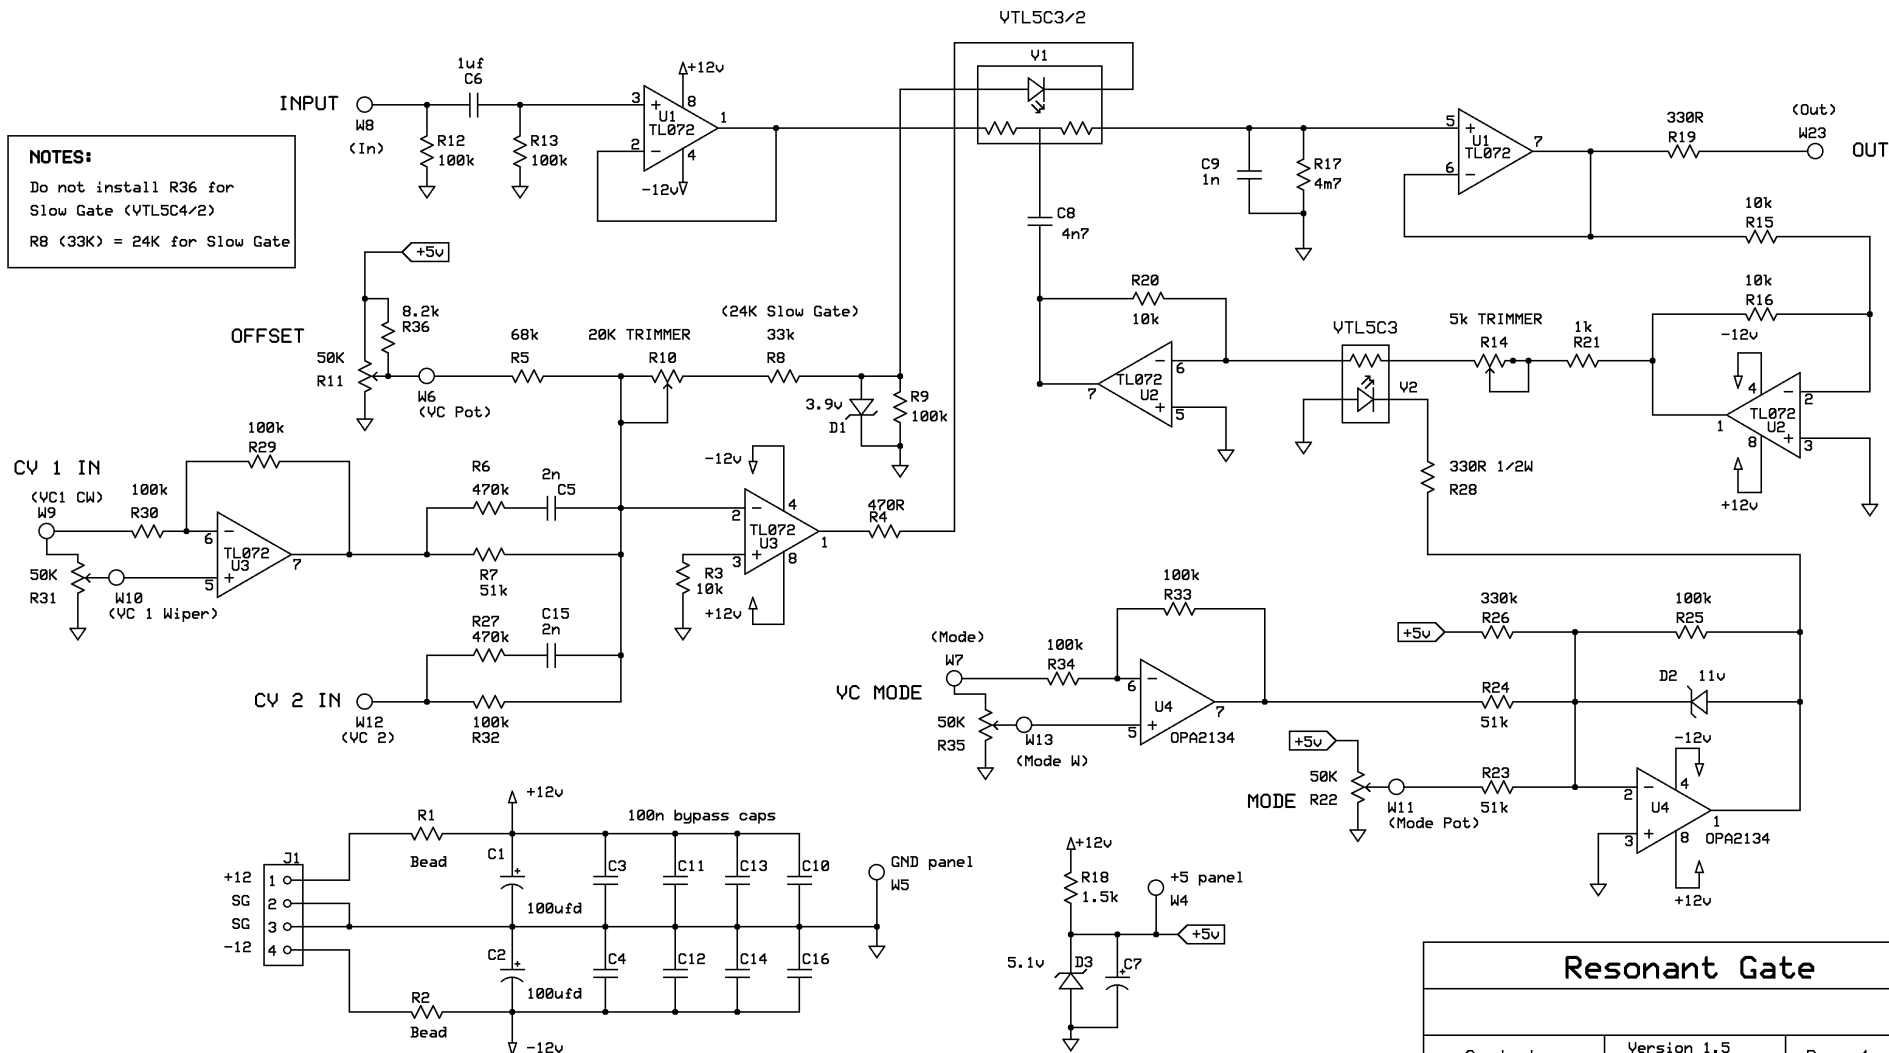 VTL5C3/2
V1
1uf
C6
+12v
INPUT
W8
(In)
R12
100k
R13
100k
3
+
8
U1
TL072
1
2
−
4
-12v
C9
1n
R17
4m7
5
+
U1
TL072
7
6
−
330R
R19
(Out)
W23
OUT
NOTES:
Do not install R36 for
Slow Gate (VTL5C4/2)
R8 (33K) = 24K for Slow Gate
C8
4n7
10k
R15
+5v
8.2k
R36
OFFSET
50K
R11
W6
(VC Pot)
68k
R5
20K TRIMMER
R10
(24K Slow Gate)
33k
R8
3.9v
D1
R9
100k
R20
10k
−
6
TL072
U2
7
+
5
VTL5C3
V2
5k TRIMMER
R14
1k
R21
10k
R16
-12v
4
−
2
TL072
U2
1
8
+
3
+12v
330R 1/2W
R28
CV 1 IN
(VC1 CW)
W9
100k
R30
100k
R29
6
−
TL072
U3
7
5
+
50K
R31
W10
(VC 1 Wiper)
R6
470k
2n
C5
R7
51k
-12v
4
2
−
TL072
U3
1
3
+
8
R3
10k
+12v
470R
R4
R27
470k
C15
2n
CV 2 IN
W12
(VC 2)
100k
R32
(Mode)
W7
VC MODE
50K
R35
W13
(Mode W)
100k
R34
100k
R33
6
−
U4
7
5
+
OPA2134
+5v
330k
R26
100k
R25
R24
51k
D2
11v
+5v
MODE
50K
R22
W11
(Mode Pot)
R23
51k
-12v
4
2
−
U4
1
3
+
8
OPA2134
+12v
J1
+12
1
SG
2
SG
3
-12
4
R1
Bead
R2
Bead
+12v
C1
+
100ufd
C2
+
100ufd
-12v
100n bypass caps
C3
C11
C13
C10
C4
C12
C14
C16
GND panel
W5
+12v
R18
1.5k
+5 panel
W4
+5v
5.1v
D3
+
C7
Resonant Gate
Version 1.5